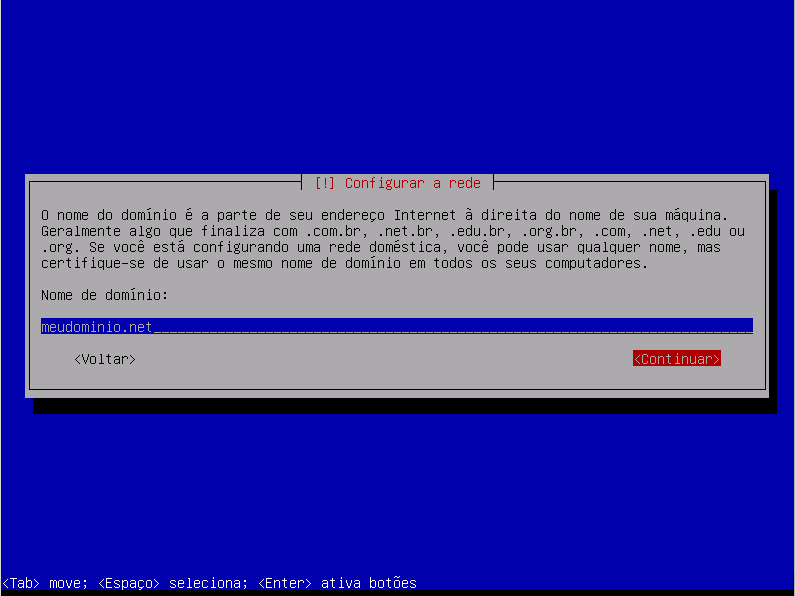 [!] Configurar a rede
O nome do domínio é a parte de seu endereço Internet à direita do nome de sua máquina.
Geralmente algo que finaliza com .com.br, .net.br, .edu.br, .org.br, .com, .net, .edu ou
.org. Se você está configurando uma rede doméstica, você pode usar qualquer nome, mas
certifique-se de usar o mesmo nome de domínio em todos os seus computadores.
Nome de domínio:
meudominio.net
<Voltar> <Continuar>
<Tab> move; <Espaço> seleciona; <Enter> ativa botões